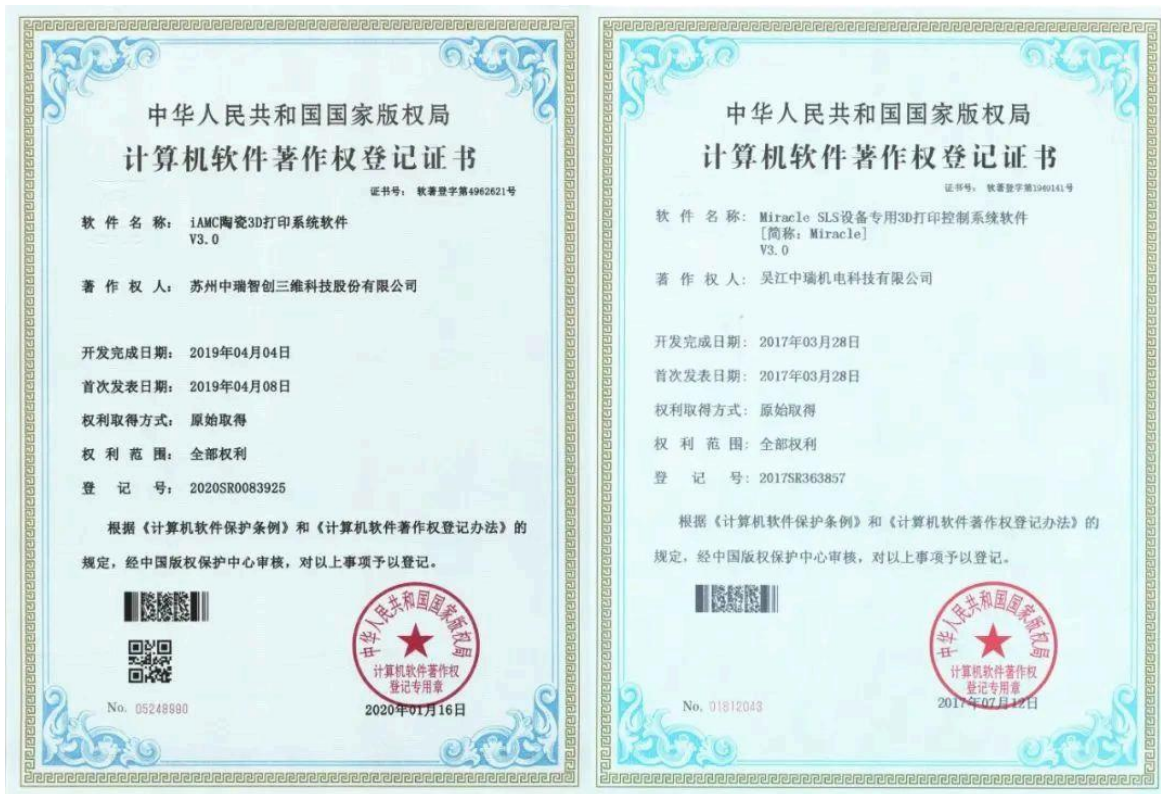 中华人民共和国国家版权局
计算机软件著作权登记证书
证书号: 软著登字第4962621号
软件名称: iAMC陶瓷3D打印系统软件
V3.0
著作权人: 苏州中瑞智创三维科技股份有限公司
开发完成日期: 2019年04月04日
首次发表日期: 2019年04月08日
权利取得方式: 原始取得
权利范围: 全部权利
登记号: 2020SR0083925
根据《计算机软件保护条例》和《计算机软件著作权登记办法》的
规定,经中国版权保护中心审核,对以上事项予以登记。
中华人民共和国国家版权局
计算机软件著作权
登记专用章
No. 05248990
2020年01月16日
中华人民共和国国家版权局
计算机软件著作权登记证书
证书号: 软著登字第1949141号
软件名称: Miracle SLS设备专用3D打印控制系统软件
[简称: Miracle]
V3.0
著作权人: 吴江中瑞机电科技有限公司
开发完成日期: 2017年03月28日
首次发表日期: 2017年03月28日
权利取得方式: 原始取得
权利范围: 全部权利
登记号: 2017SR363857
根据《计算机软件保护条例》和《计算机软件著作权登记办法》的
规定,经中国版权保护中心审核,对以上事项予以登记。
中华人民共和国国家版权局
计算机软件著作权
登记专用章
No. 01812043
2017年07月12日